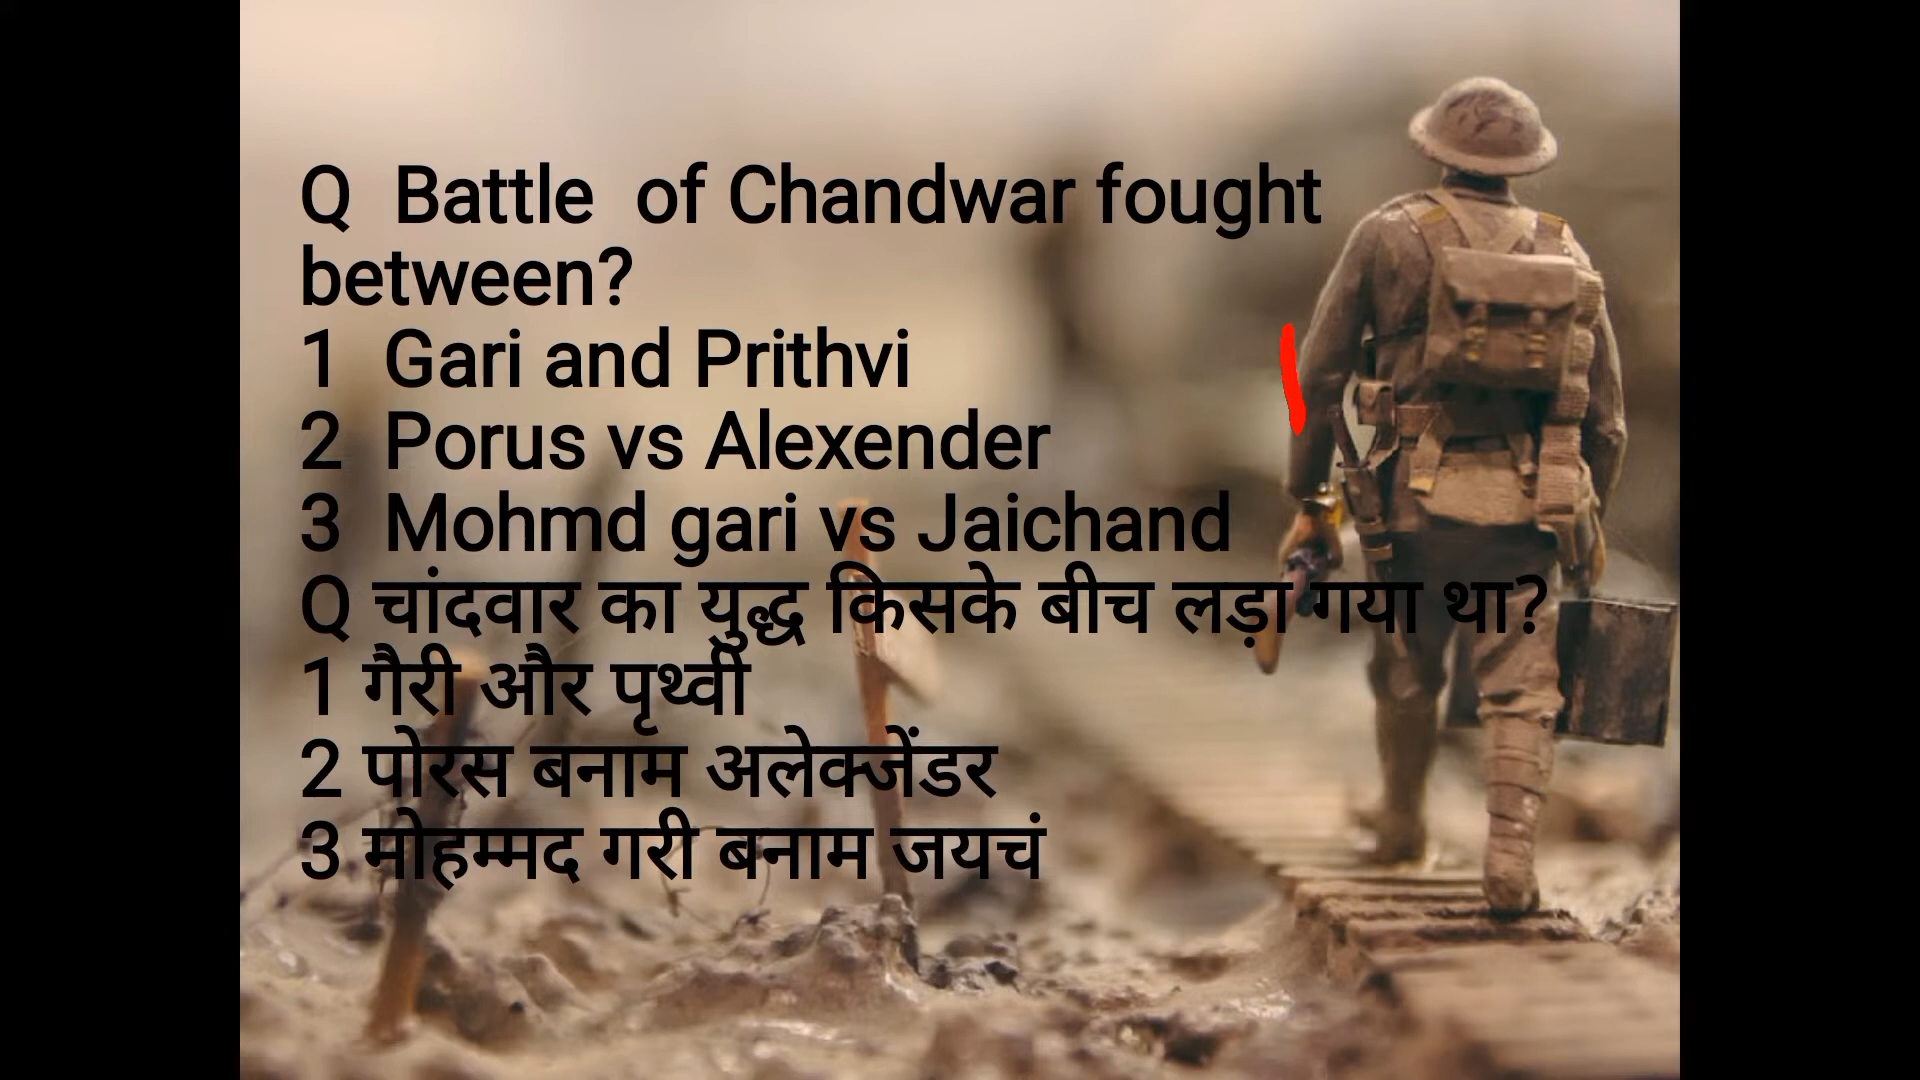 Q Battle of Chandwar fought
between?
1 Gari and Prithvi
2 Porus vs Alexender
3 Mohmd gari vs Jaichand
Q चांदवार का युद्ध किसके बीच लड़ा गया था?
1 गैरी और पृथ्वी
2 पोरस बनाम अलेक्जेंडर
3 मोहम्मद गरी बनाम जयचं